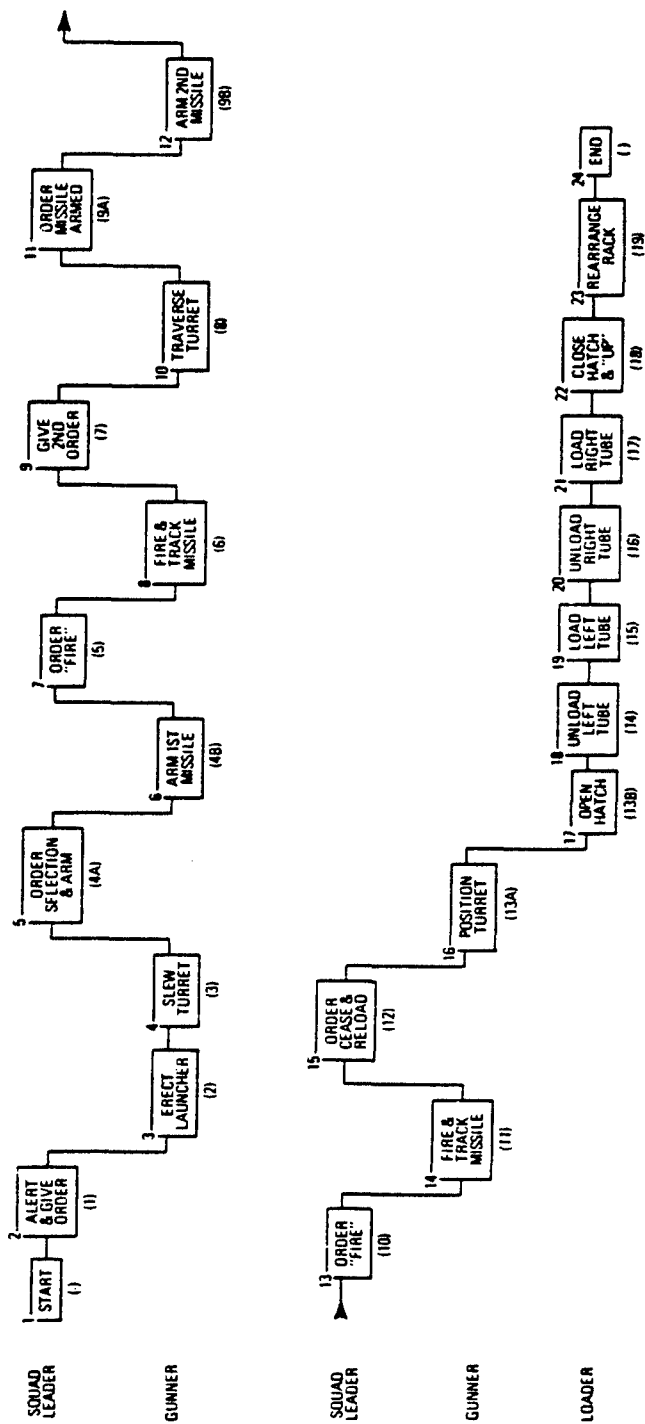 SQUAD
LEADER
GUNNER
1
START
(-)
2
ALERT
& GIVE
ORDER
(1)
3
ERECT
LAUNCHER
(2)
4
SLEW
TURRET
(3)
5
ORDER
SELECTION
& ARM
(4A)
6
ARM 1ST
MISSILE
(4B)
7
ORDER
"FIRE"
(5)
8
FIRE &
TRACK
MISSILE
(6)
9
GIVE
2ND
ORDER
(7)
10
TRAVERSE
TURRET
(8)
11
ORDER
MISSILE
ARMED
(9A)
12
ARM 2ND
MISSILE
(9B)
SQUAD
LEADER
GUNNER
LOADER
13
ORDER
"FIRE"
(10)
14
FIRE &
TRACK
MISSILE
(11)
15
ORDER
CEASE &
RELOAD
(12)
16
POSITION
TURRET
(13A)
17
OPEN
HATCH
(13B)
18
UNLOAD
LEFT
TUBE
(14)
19
LOAD
LEFT
TUBE
(15)
20
UNLOAD
RIGHT
TUBE
(16)
21
LOAD
RIGHT
TUBE
(17)
22
CLOSE
HATCH
& "UP"
(18)
23
REARRANGE
RACK
(19)
24
END
(-)